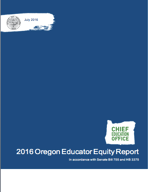 July 2016
CHIEF
EDUCATION
OFFICE
2016 Oregon Educator Equity Report
In accordance with Senate Bill 755 and HB 3375